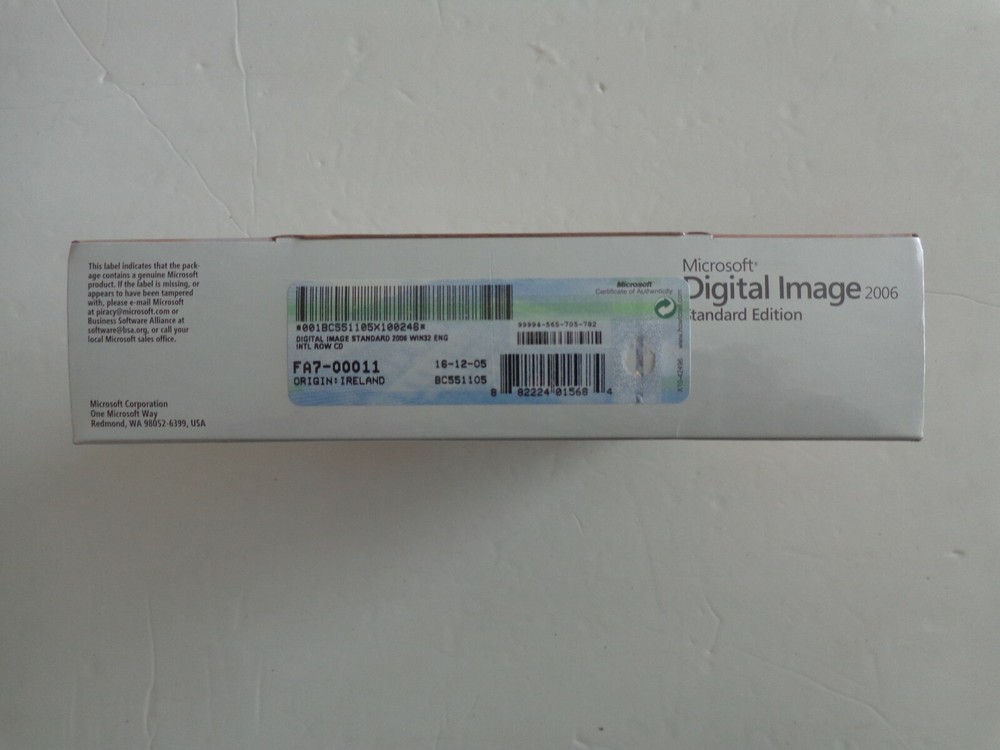 This label indicates that the pack-
age contains a genuine Microsoft
product. If the label is missing, or
appears to have been tampered
with, please e-mail Microsoft
at piracy@microsoft.com or
Business Software Alliance at
software@bsa.org, or call your
local Microsoft sales office.
Microsoft Corporation
One Microsoft Way
Redmond, WA 98052-6399, USA
*001BC551105X100246*
DIGITAL IMAGE STANDARD 2006 WIN32 ENG
INTL ROW CD
FA7-00011 16-12-05
ORIGIN:IRELAND BC551105
Microsoft
Certificate of Authenticity
99994-565-705-782
8 82224 01568 4
Microsoft®
Digital Image 2006
Standard Edition